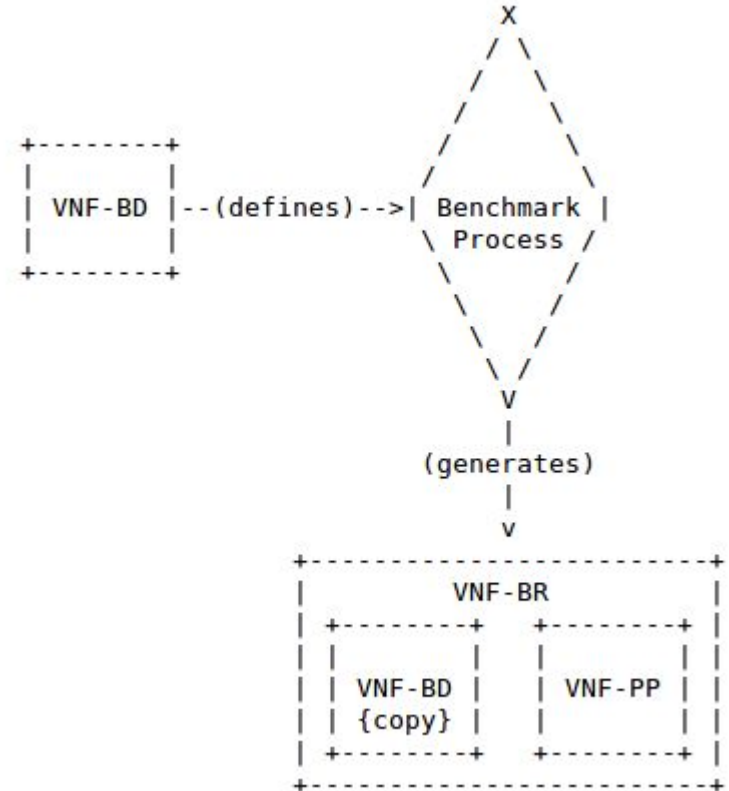 VNF-BD --(defines)--> Benchmark
Process
(generates)
VNF-BR
VNF-BD VNF-PP
{copy}